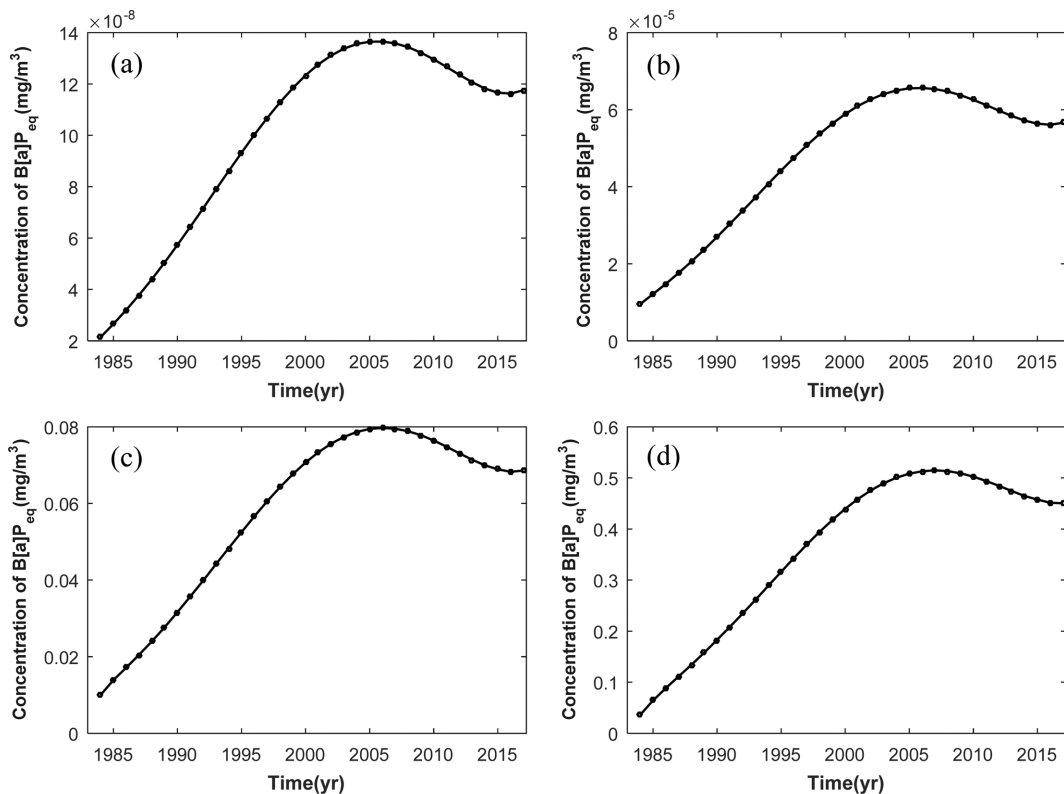 ×10⁻⁸
14
12
10
8
6
4
2
(a)
Concentration of B[a]P_eq(mg/m³)
1985 1990 1995 2000 2005 2010 2015
Time(yr)
×10⁻⁵
8
6
4
2
0
(b)
Concentration of B[a]P_eq(mg/m³)
1985 1990 1995 2000 2005 2010 2015
Time(yr)
0.08
0.06
0.04
0.02
0
(c)
Concentration of B[a]P_eq(mg/m³)
1985 1990 1995 2000 2005 2010 2015
Time(yr)
0.6
0.5
0.4
0.3
0.2
0.1
0
(d)
Concentration of B[a]P_eq(mg/m³)
1985 1990 1995 2000 2005 2010 2015
Time(yr)